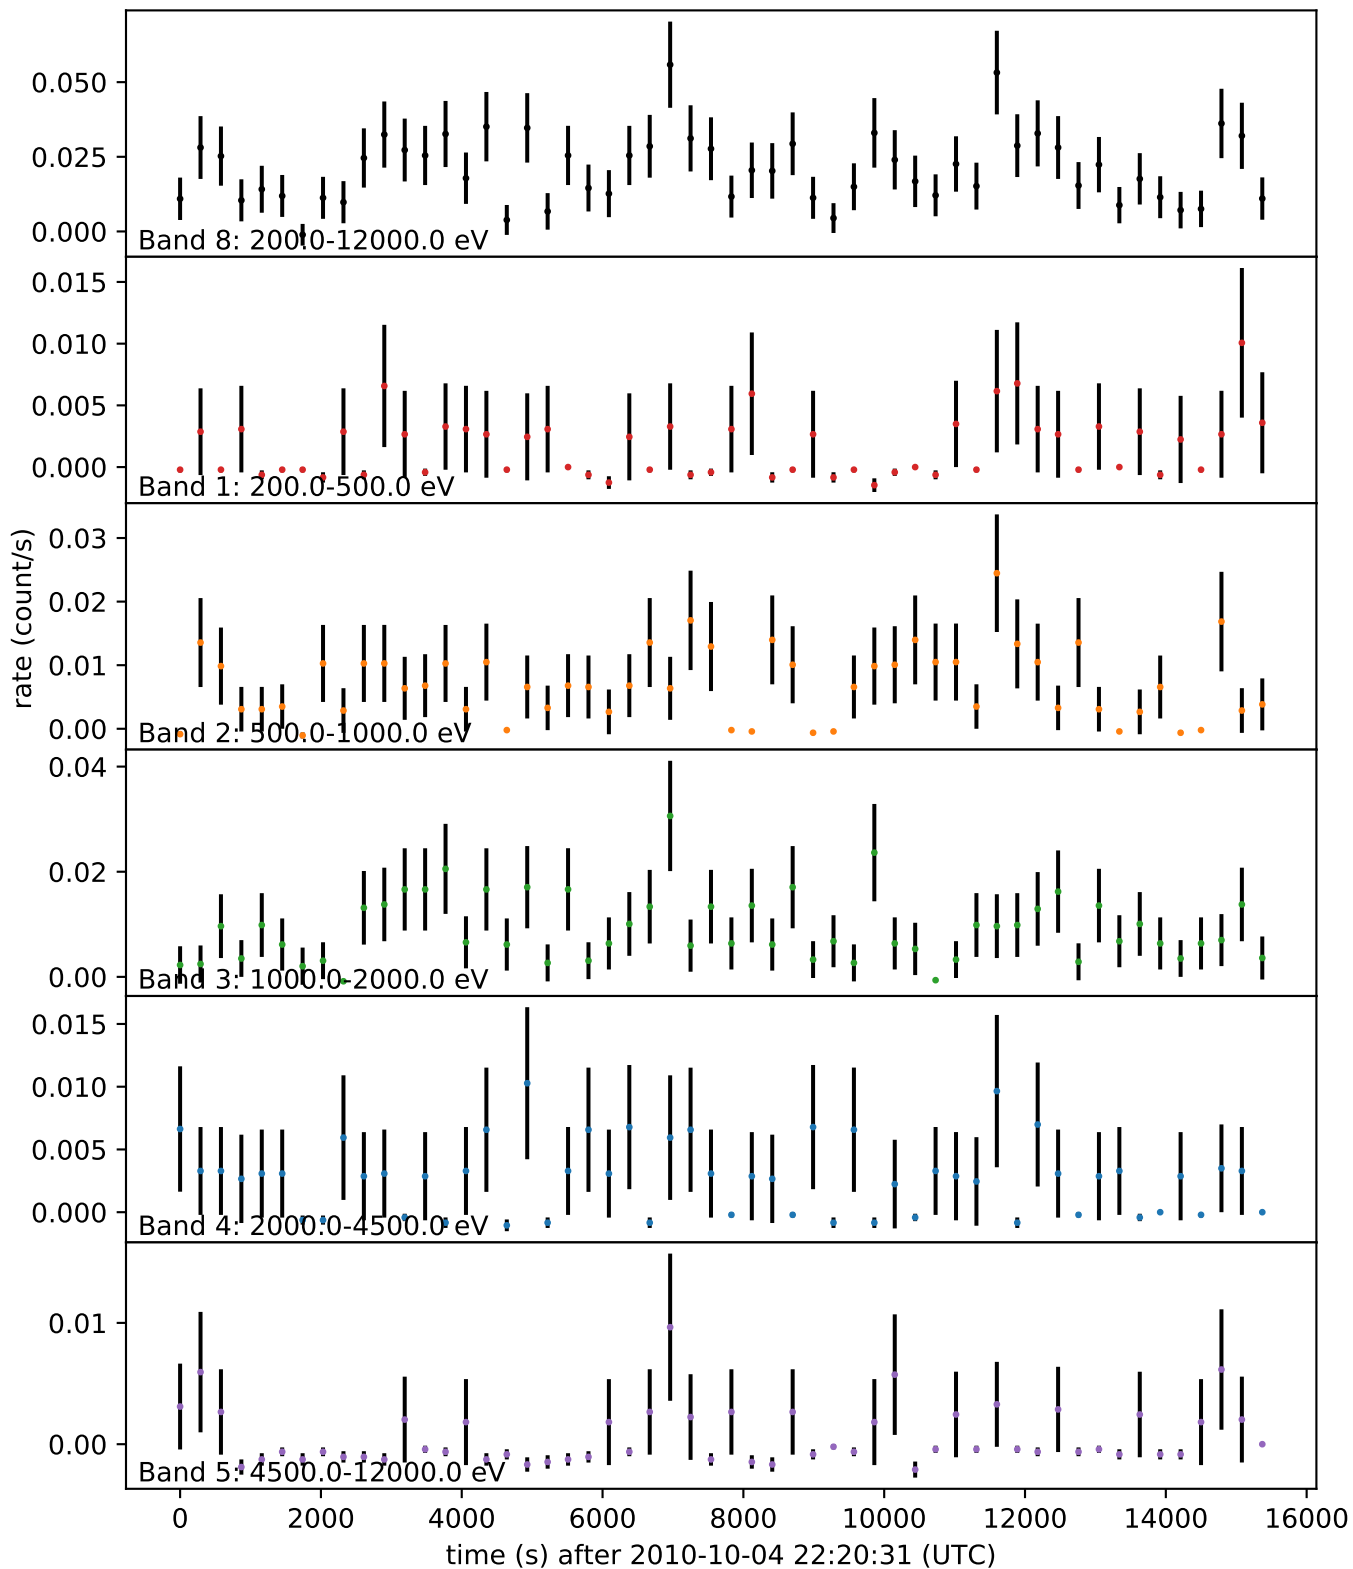 0.050
0.025
0.000
Band 8: 200.0-12000.0 eV
0.015
0.010
0.005
0.000
Band 1: 200.0-500.0 eV
rate (count/s)
0.03
0.02
0.01
0.00
Band 2: 500.0-1000.0 eV
0.04
0.02
0.00
Band 3: 1000.0-2000.0 eV
0.015
0.010
0.005
0.000
Band 4: 2000.0-4500.0 eV
0.01
0.00
Band 5: 4500.0-12000.0 eV
0 2000 4000 6000 8000 10000 12000 14000 16000
time (s) after 2010-10-04 22:20:31 (UTC)